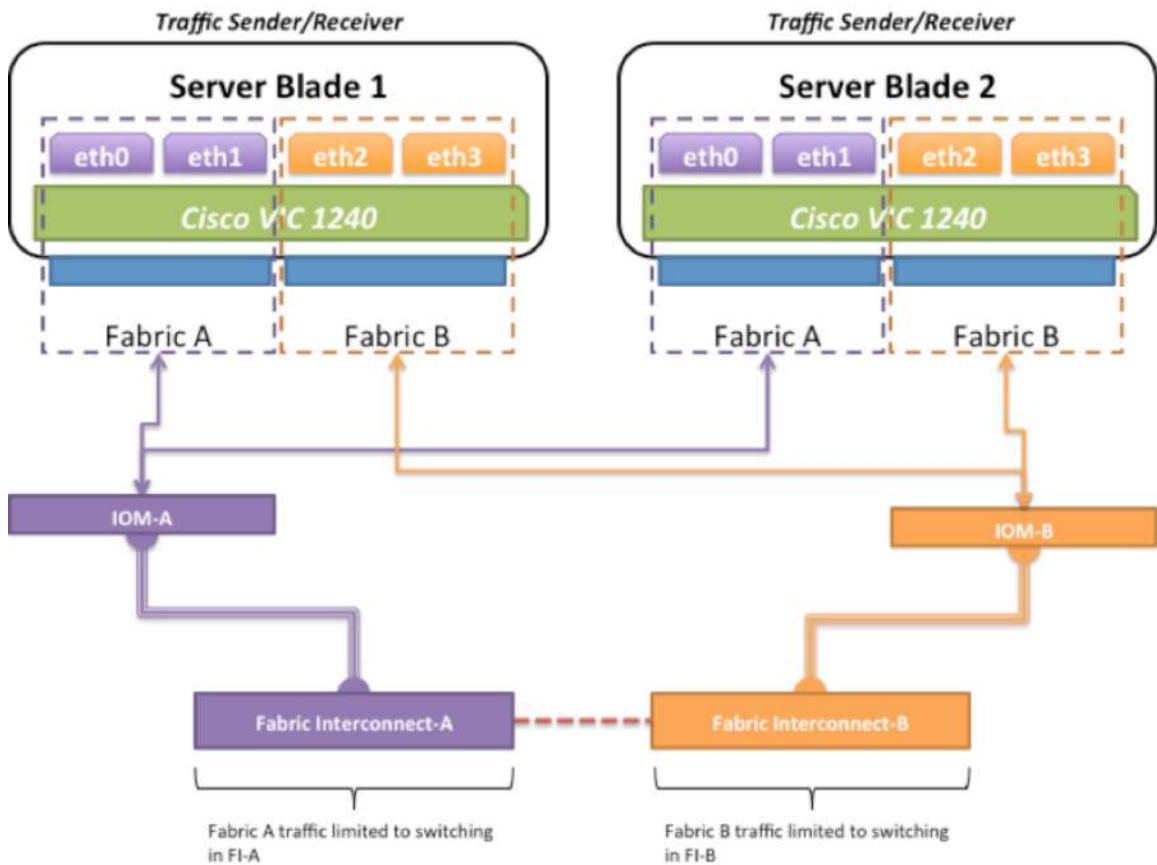 Traffic Sender/Receiver
Traffic Sender/Receiver
Server Blade 1
Server Blade 2
eth0 eth1 eth2 eth3
eth0 eth1 eth2 eth3
Cisco VIC 1240
Cisco VIC 1240
Fabric A Fabric B
Fabric A Fabric B
IOM-A
IOM-B
Fabric Interconnect-A
Fabric Interconnect-B
Fabric A traffic limited to switching
in FI-A
Fabric B traffic limited to switching
in FI-B